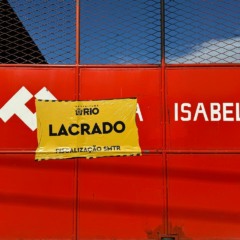 RIO
LACRADO
FISCALIZAÇÃO SMTR
A ISABEL